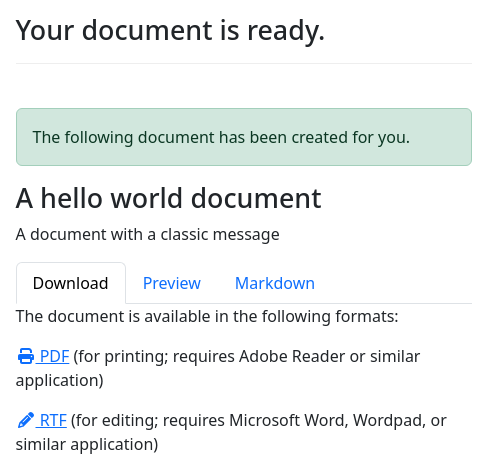 Your document is ready.
The following document has been created for you.
A hello world document
A document with a classic message
Download Preview Markdown
The document is available in the following formats:
PDF (for printing; requires Adobe Reader or similar
application)
RTF (for editing; requires Microsoft Word, Wordpad, or
similar application)